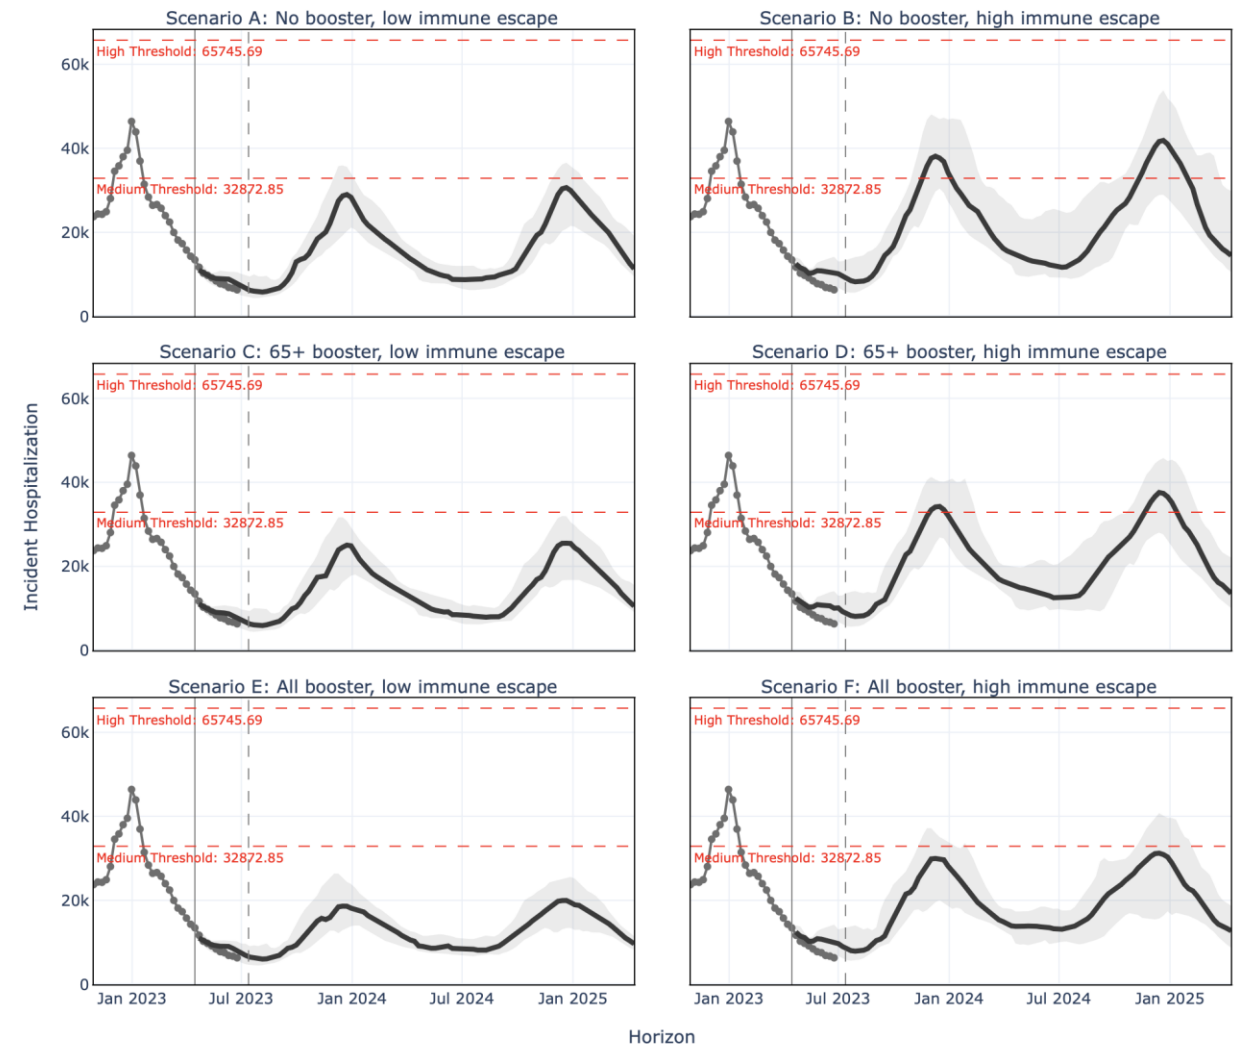 Scenario A: No booster, low immune escape
Scenario B: No booster, high immune escape
High Threshold: 65745.69
High Threshold: 65745.69
60k
40k
Medium Threshold: 32872.85
Medium Threshold: 32872.85
20k
0
Scenario C: 65+ booster, low immune escape
Scenario D: 65+ booster, high immune escape
High Threshold: 65745.69
High Threshold: 65745.69
60k
40k
Medium Threshold: 32872.85
Medium Threshold: 32872.85
20k
0
Incident Hospitalization
Scenario E: All booster, low immune escape
Scenario F: All booster, high immune escape
High Threshold: 65745.69
High Threshold: 65745.69
60k
40k
Medium Threshold: 32872.85
Medium Threshold: 32872.85
20k
0
Jan 2023 Jul 2023 Jan 2024 Jul 2024 Jan 2025
Jan 2023 Jul 2023 Jan 2024 Jul 2024 Jan 2025
Horizon